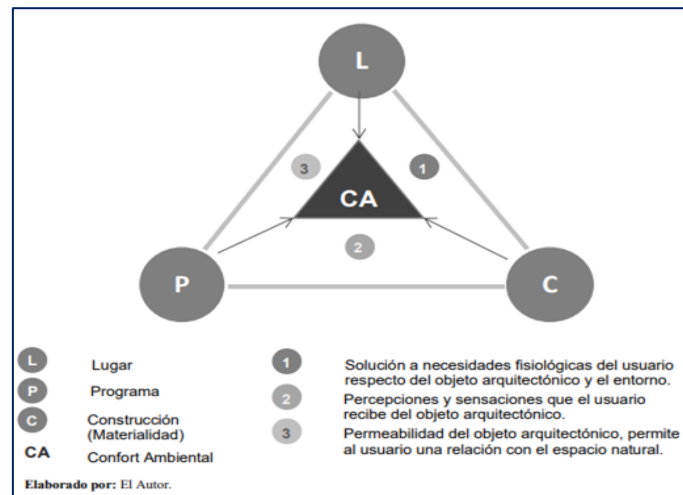 L
3
1
CA
2
P
C
L Lugar
P Programa
C Construcción
(Materialidad)
CA Confort Ambiental
1 Solución a necesidades fisiológicas del usuario
respecto del objeto arquitectónico y el entorno.
2 Percepciones y sensaciones que el usuario
recibe del objeto arquitectónico.
3 Permeabilidad del objeto arquitectónico, permite
al usuario una relación con el espacio natural.
Elaborado por: El Autor.